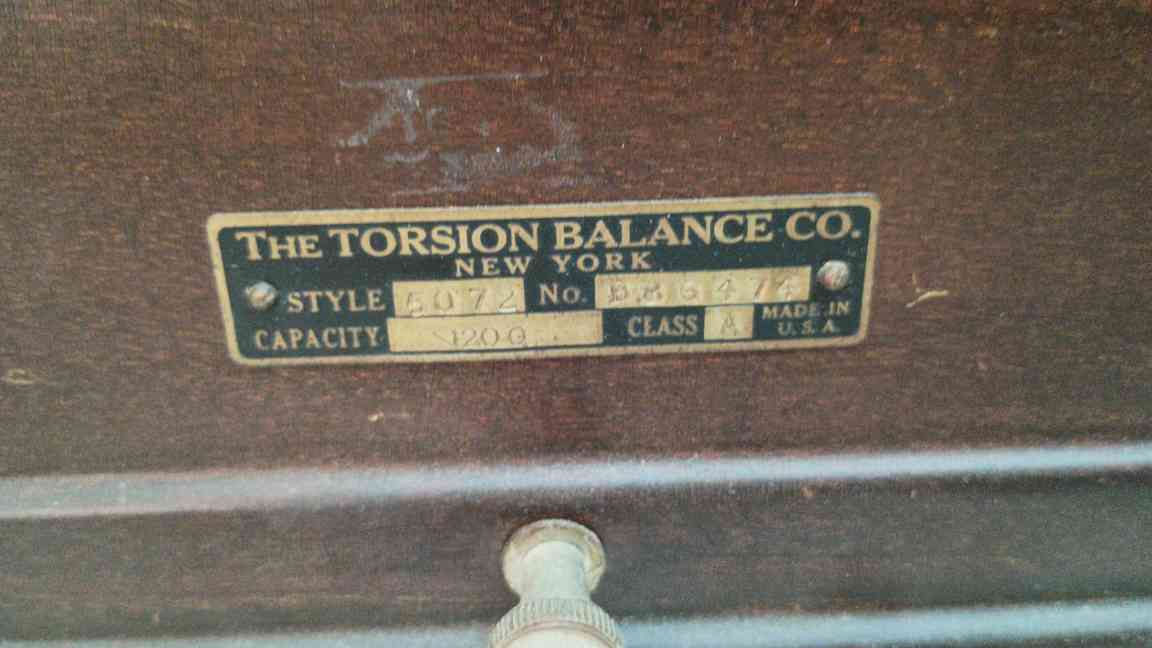 THE TORSION BALANCE CO.
NEW YORK
STYLE 5072 No.
CAPACITY CLASS A MADE IN
U.S.A.